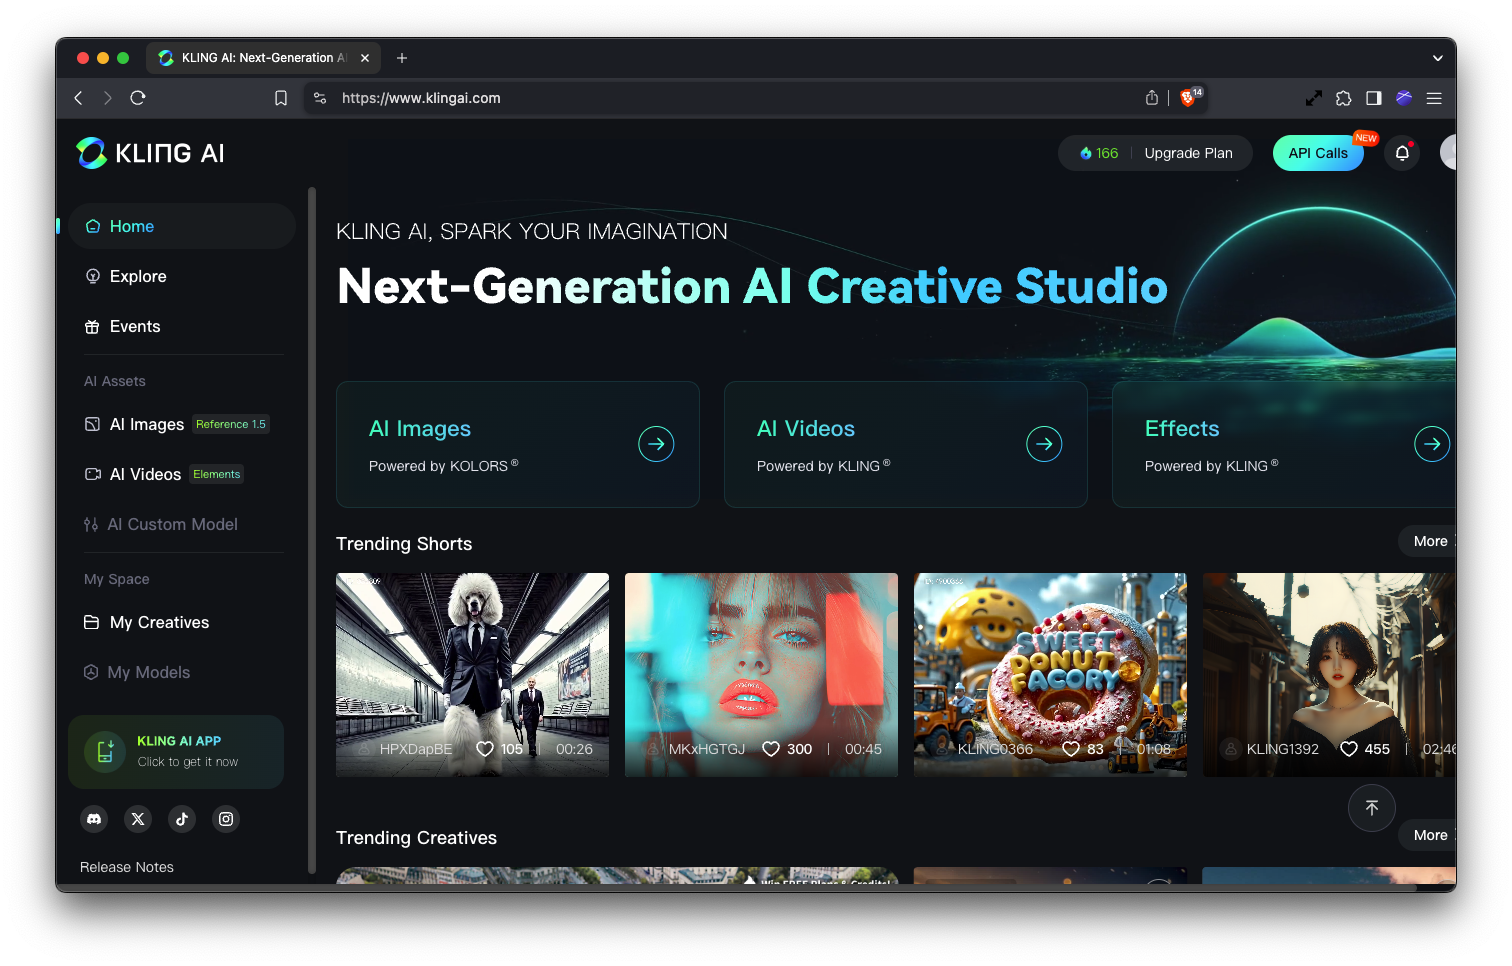 KLING AI: Next-Generation AI
https://www.klingai.com
14
KLING AI
166
Upgrade Plan
API Calls
NEW
Home
Explore
Events
AI Assets
AI Images
Reference 1.5
AI Videos
Elements
AI Custom Model
My Space
My Creatives
My Models
KLING AI APP
Click to get it now
Release Notes
KLING AI, SPARK YOUR IMAGINATION
Next-Generation AI Creative Studio
AI Images
Powered by KOLORS ®
AI Videos
Powered by KLING ®
Effects
Powered by KLING ®
Trending Shorts
More
SWEET
DONUT
FACORY
HPXDapBE 105 | 00:26
MKxHGTGJ 300 | 00:45
KLING0366 83 | 01:08
KLING1392 455 | 02:46
Trending Creatives
More
Win FREE Plans & Credits!